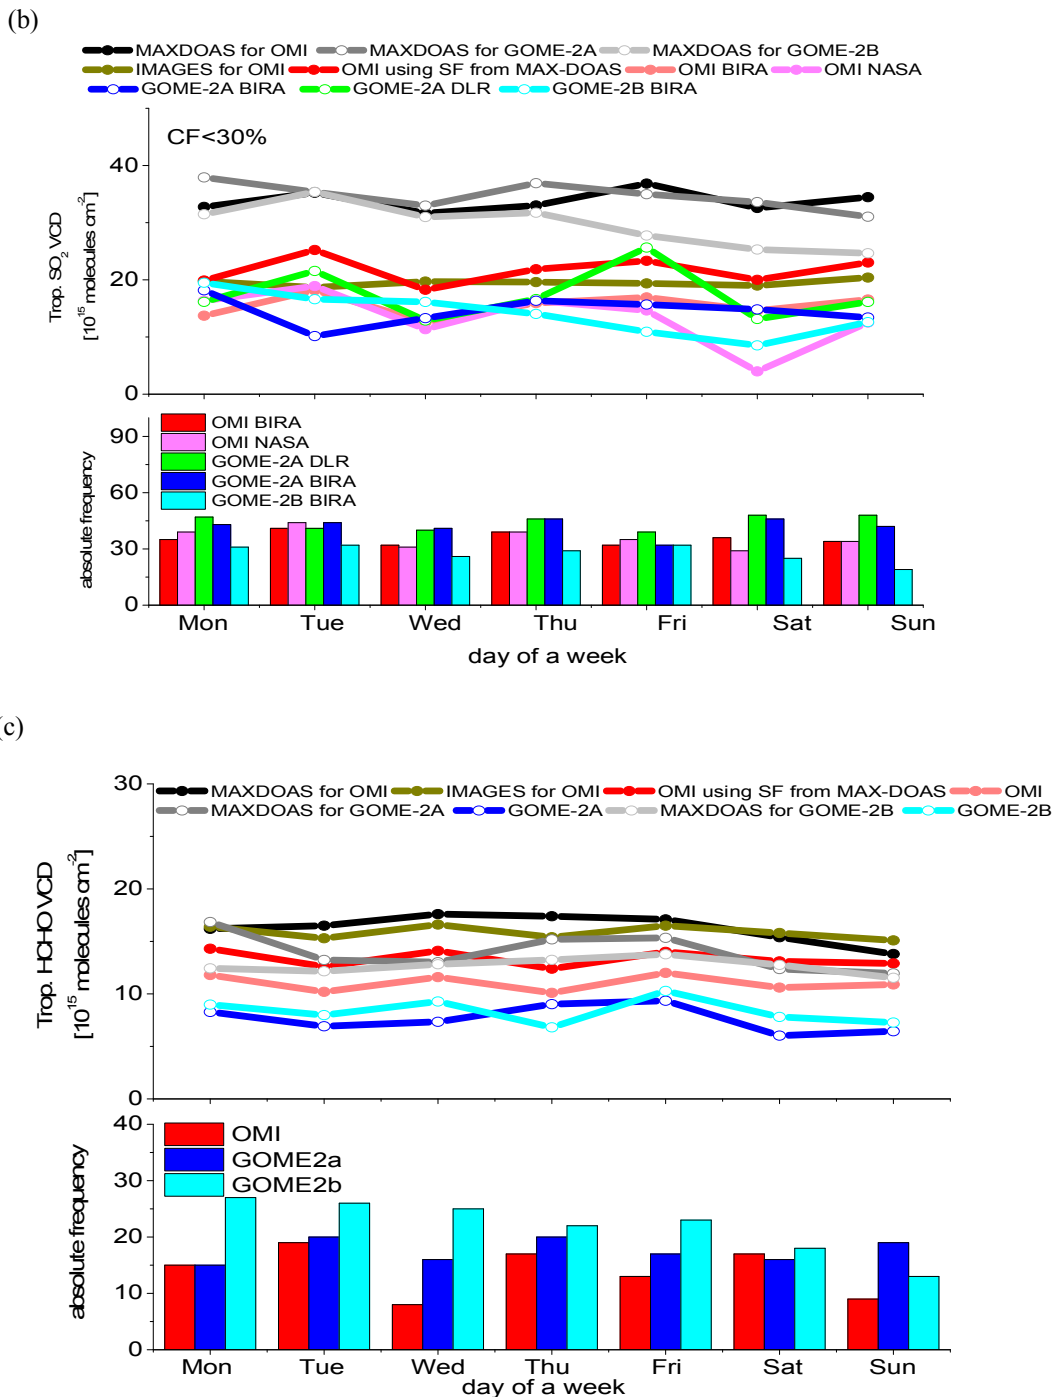 (b)
MAXDOAS for OMI MAXDOAS for GOME-2A MAXDOAS for GOME-2B
IMAGES for OMI OMI using SF from MAX-DOAS OMI BIRA OMI NASA
GOME-2A BIRA GOME-2A DLR GOME-2B BIRA
CF<30%
40
20
0
Trop. SO2 VCD
[10^15 molecules cm^-2]
OMI BIRA
OMI NASA
GOME-2A DLR
GOME-2A BIRA
GOME-2B BIRA
90
60
30
0
absolute frequency
Mon Tue Wed Thu Fri Sat Sun
day of a week
(c)
30
20
10
0
MAXDOAS for OMI IMAGES for OMI OMI using SF from MAX-DOAS OMI
MAXDOAS for GOME-2A GOME-2A MAXDOAS for GOME-2B GOME-2B
Trop. HCHO VCD
[10^15 molecules cm^-2]
40
30
20
10
0
OMI
GOME2a
GOME2b
absolute frequency
Mon Tue Wed Thu Fri Sat Sun
day of a week